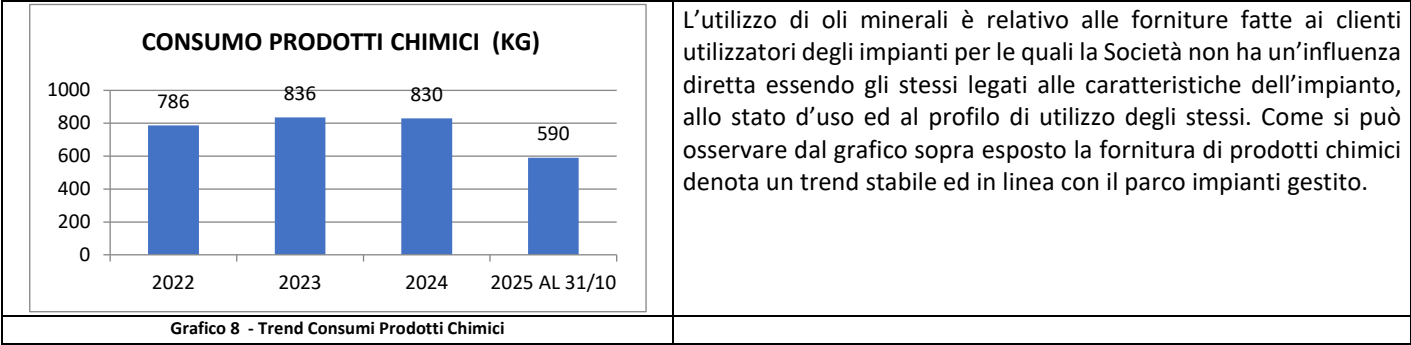 CONSUMO PRODOTTI CHIMICI (KG)
1000
800
600
400
200
0
786
836
830
590
2022
2023
2024
2025 AL 31/10
Grafico 8 - Trend Consumi Prodotti Chimici
L’utilizzo di oli minerali è relativo alle forniture fatte ai clienti
utilizzatori degli impianti per le quali la Società non ha un’influenza
diretta essendo gli stessi legati alle caratteristiche dell’impianto,
allo stato d’uso ed al profilo di utilizzo degli stessi. Come si può
osservare dal grafico sopra esposto la fornitura di prodotti chimici
denota un trend stabile ed in linea con il parco impianti gestito.